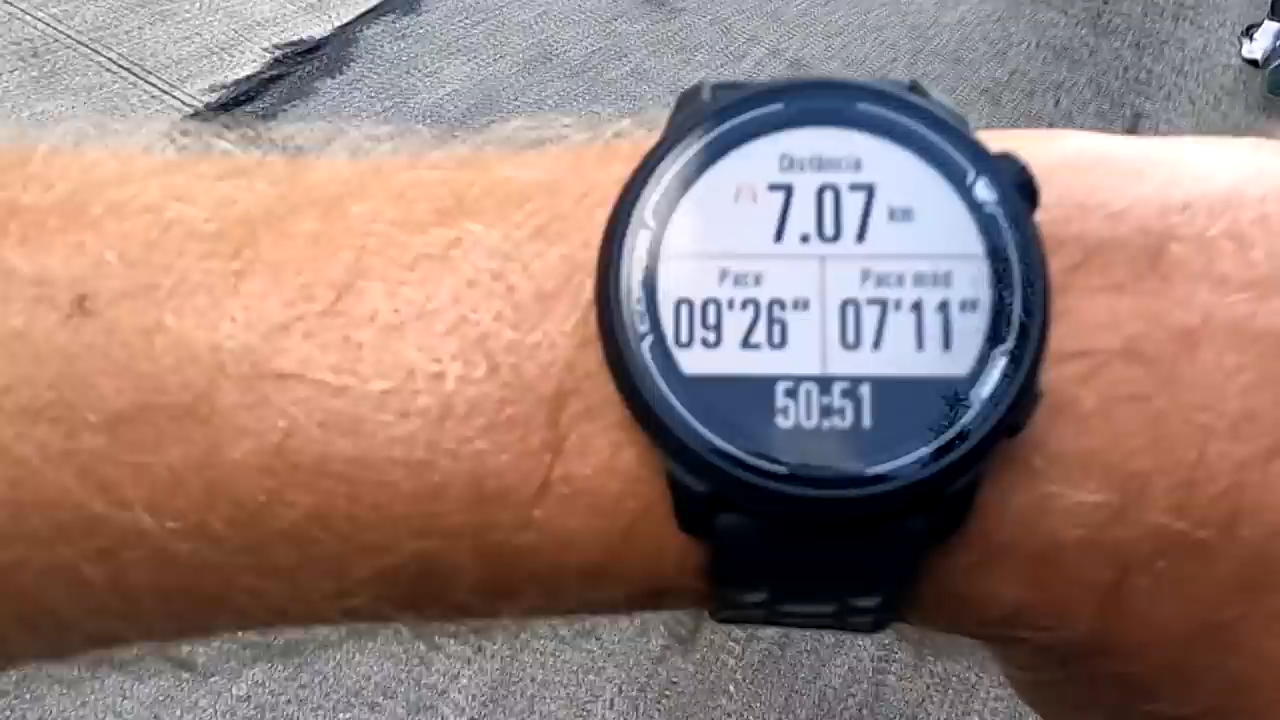 Distância
7.07 km
Pace Pace méd
09'26" 07'11"
50:51